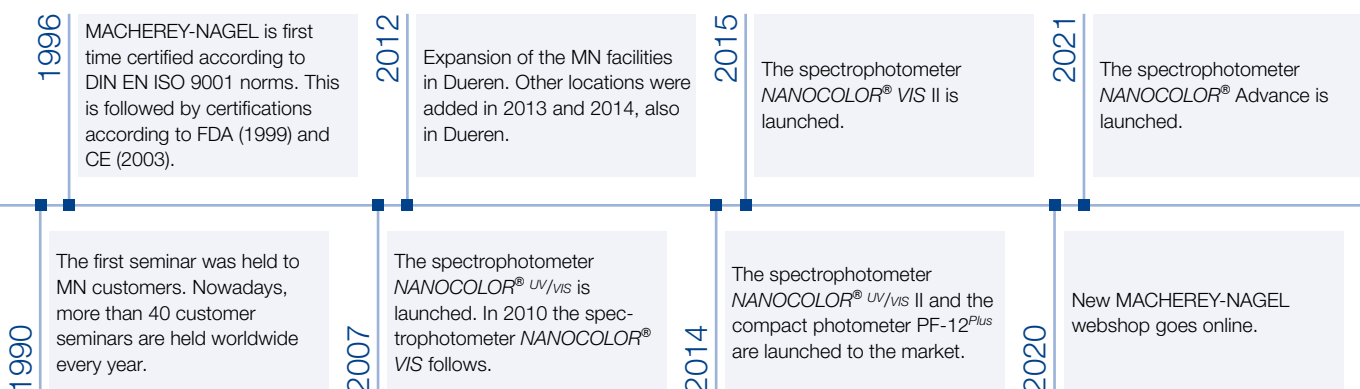 1996
MACHEREY-NAGEL is first
time certified according to
DIN EN ISO 9001 norms. This
is followed by certifications
according to FDA (1999) and
CE (2003).
2012
Expansion of the MN facilities
in Dueren. Other locations were
added in 2013 and 2014, also
in Dueren.
2015
The spectrophotometer
NANOCOLOR® VIS II is
launched.
2021
The spectrophotometer
NANOCOLOR® Advance is
launched.
1990
The first seminar was held to
MN customers. Nowadays,
more than 40 customer
seminars are held worldwide
every year.
2007
The spectrophotometer
NANOCOLOR® UV/VIS is
launched. In 2010 the spec-
trophotometer NANOCOLOR®
VIS follows.
2014
The spectrophotometer
NANOCOLOR® UV/VIS II and the
compact photometer PF-12Plus
are launched to the market.
2020
New MACHEREY-NAGEL
webshop goes online.